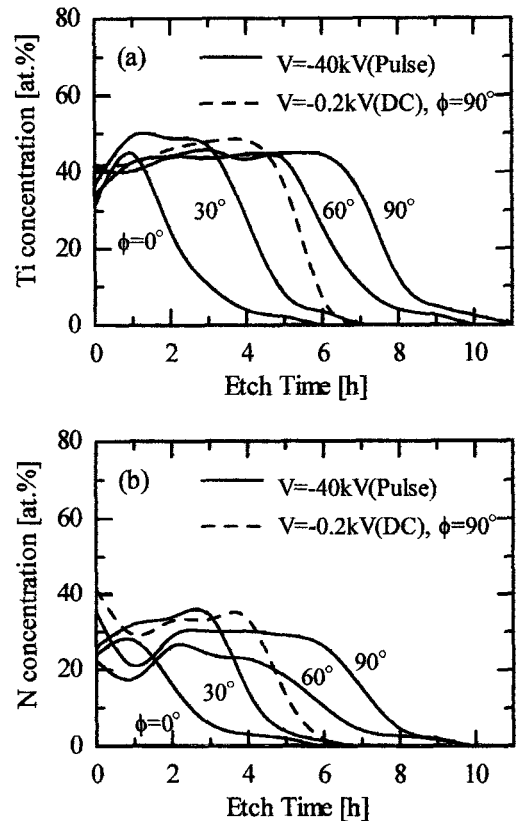 80
(a)
V=-40kV(Pulse)
V=-0.2kV(DC), ϕ=90°
60
40
20
0
Ti concentration [at.%]
ϕ=0°
30°
60°
90°
0 2 4 6 8 10
Etch Time [h]
80
(b)
V=-40kV(Pulse)
V=-0.2kV(DC), ϕ=90°
60
40
20
0
N concentration [at.%]
ϕ=0°
30°
60°
90°
0 2 4 6 8 10
Etch Time [h]